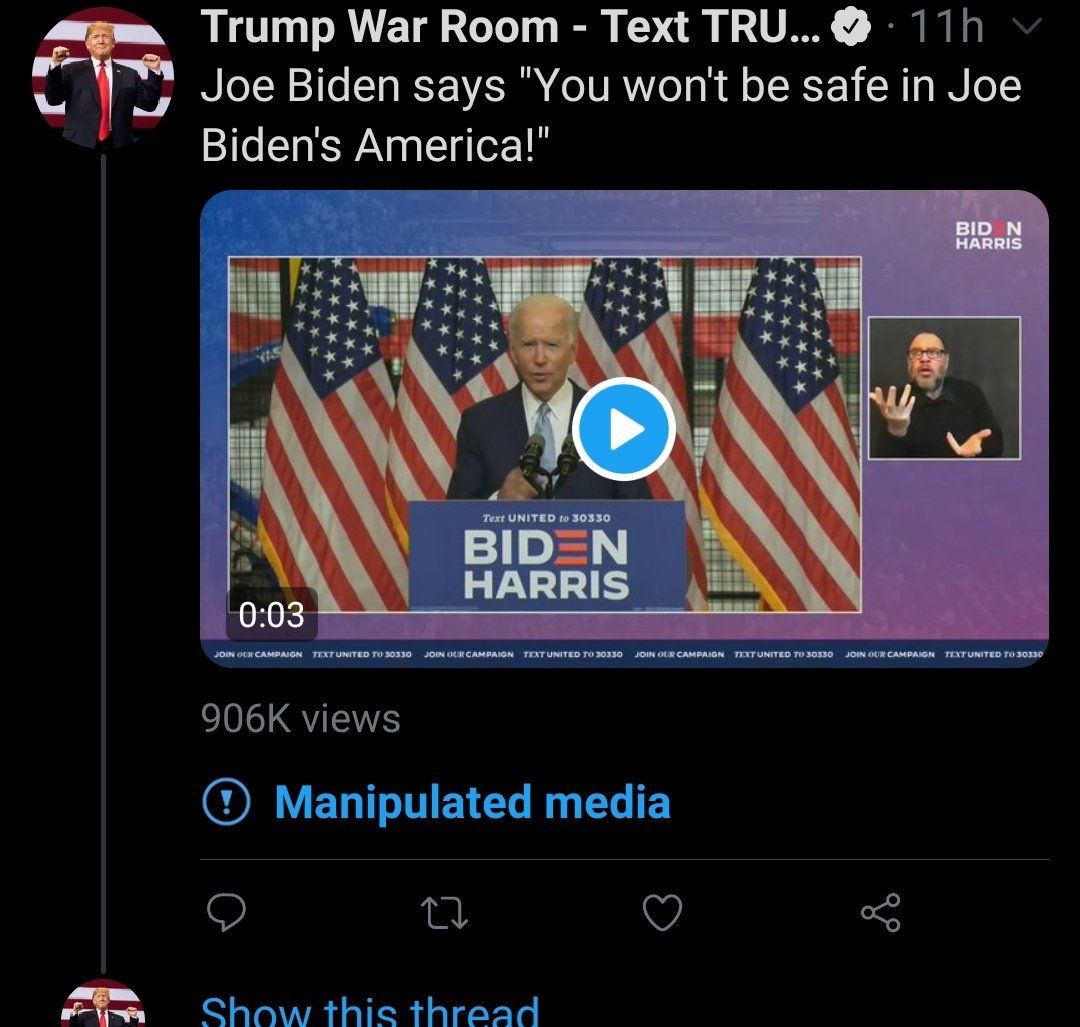 Trump War Room - Text TRU... · 11h
Joe Biden says "You won't be safe in Joe
Biden's America!"
BIDEN
HARRIS
Text UNITED to 30330
BIDEN
HARRIS
0:03
JOIN OUR CAMPAIGN TEXT UNITED TO 30330 JOIN OUR CAMPAIGN TEXT UNITED TO 30330 JOIN OUR CAMPAIGN TEXT UNITED TO 30330 JOIN OUR CAMPAIGN TEXT UNITED TO 30330
906K views
Manipulated media
Show this thread